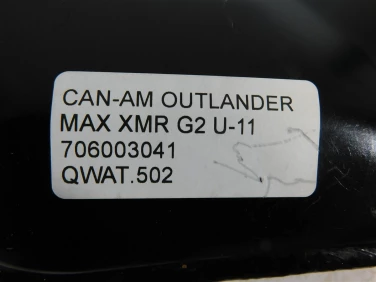 CAN-AM OUTLANDER
MAX XMR G2 U-11
706003041
QWAT.502